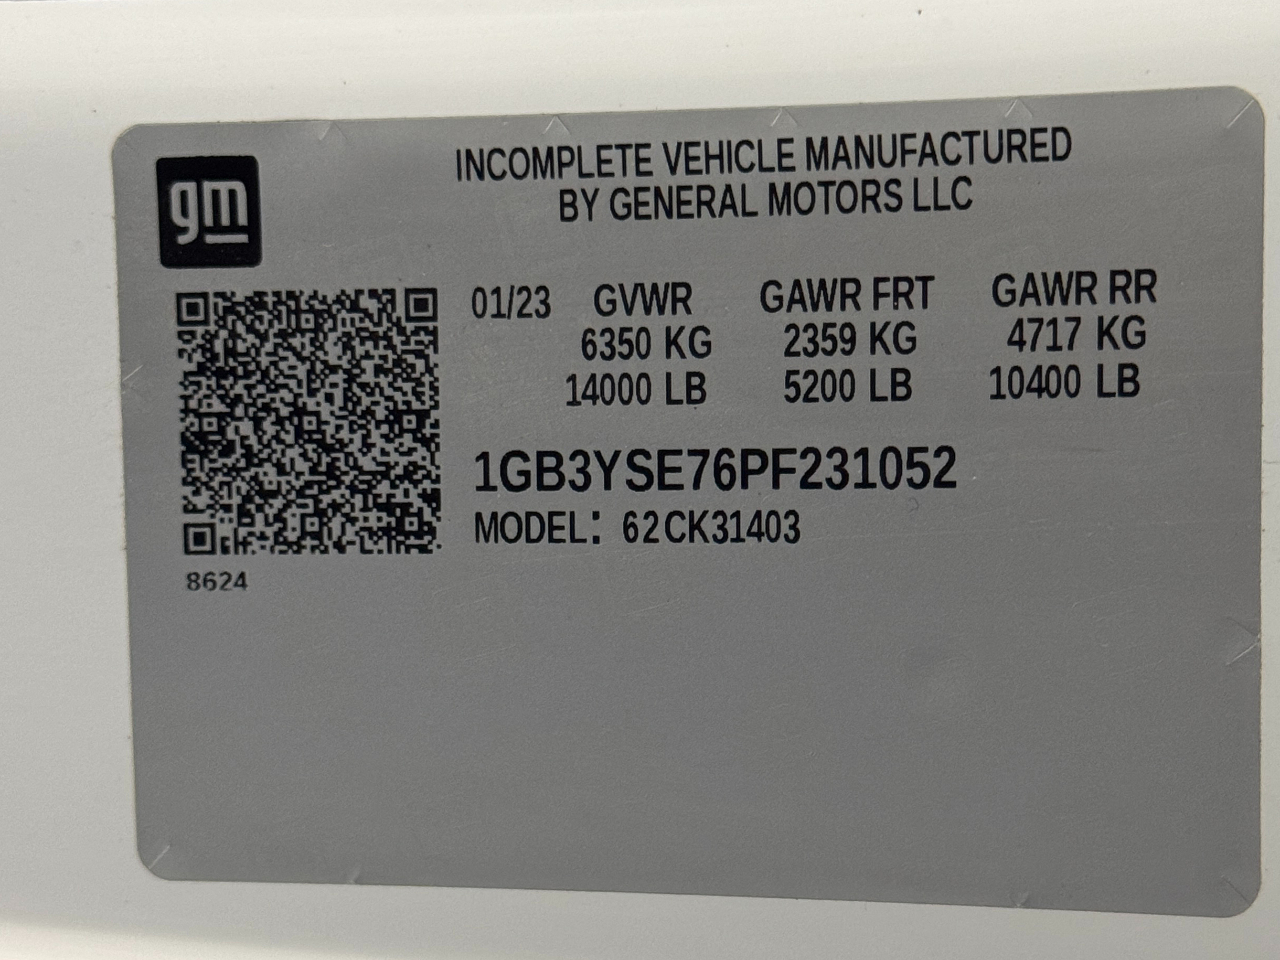 gm
INCOMPLETE VEHICLE MANUFACTURED
BY GENERAL MOTORS LLC
01/23 GVWR GAWR FRT GAWR RR
6350 KG 2359 KG 4717 KG
14000 LB 5200 LB 10400 LB
1GB3YSE76PF231052
MODEL: 62CK31403
8624